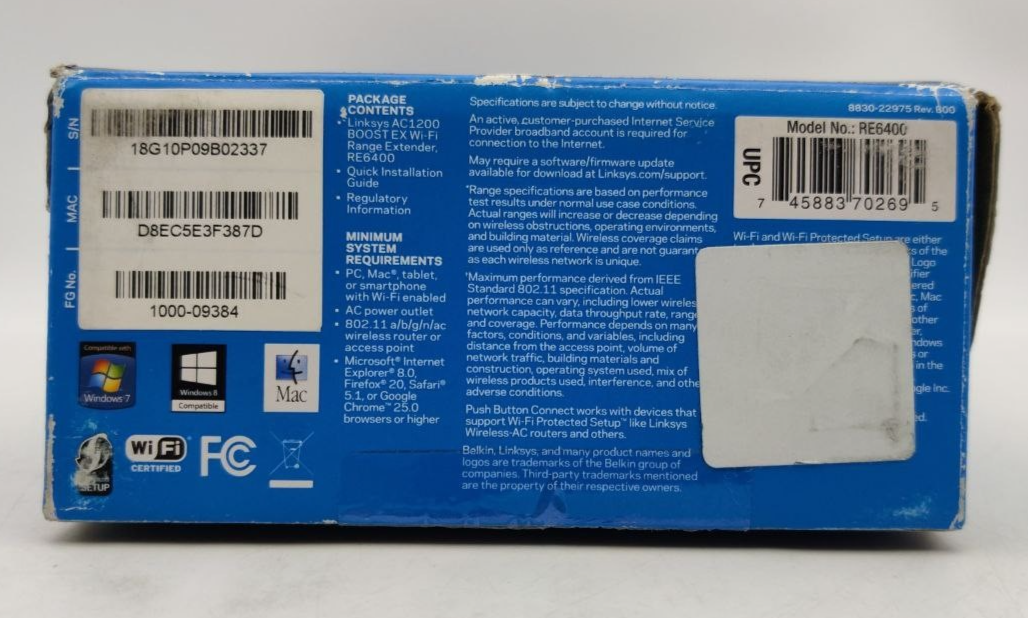 S/N
18G10P09B02337
MAC
D8EC5E3F387D
FG No.
1000-09384
Compatible with
Windows 7
Windows 8
Compatible
Mac
SETUP
Wi Fi
CERTIFIED
FC
PACKAGE
CONTENTS
• Linksys AC1200
BOOST EX Wi-Fi
Range Extender,
RE6400
• Quick Installation
Guide
• Regulatory
Information
MINIMUM
SYSTEM
REQUIREMENTS
• PC, Mac®, tablet,
or smartphone
with Wi-Fi enabled
• AC power outlet
• 802.11 a/b/g/n/ac
wireless router or
access point
• Microsoft® Internet
Explorer® 8.0,
Firefox® 20, Safari®
5.1, or Google
Chrome™ 25.0
browsers or higher
Specifications are subject to change without notice.
An active, customer-purchased Internet Service
Provider broadband account is required for
connection to the Internet.
May require a software/firmware update
available for download at Linksys.com/support.
*Range specifications are based on performance
test results under normal use case conditions.
Actual ranges will increase or decrease depending
on wireless obstructions, operating environments,
and building material. Wireless coverage claims
are used only as reference and are not
as each wireless network is unique.
Maximum performance derived from IEEE
Standard 802.11 specification. Actual
performance can vary, including lower wireless
network capacity, data throughput rate, range
and coverage. Performance depends on many
factors, conditions, and variables, including
distance from the access point, volume of
network traffic, building materials and
construction, operating system used, mix of
wireless products used, interference, and
adverse conditions.
Push Button Connect works with devices that
support Wi-Fi Protected Setup™ like Linksys
Wireless-AC routers and others.
Belkin, Linksys, and many product names and
logos are trademarks of the Belkin group of
companies. Third-party trademarks mentioned
are the property of their respective owners.
8830-22975 Rev. B00
Model No.: RE6400
UPC
7 45883 70269 5
Wi-Fi and Wi-Fi Protected Setup are either
of the
Logo
Mac
of
or
in the
Inc.